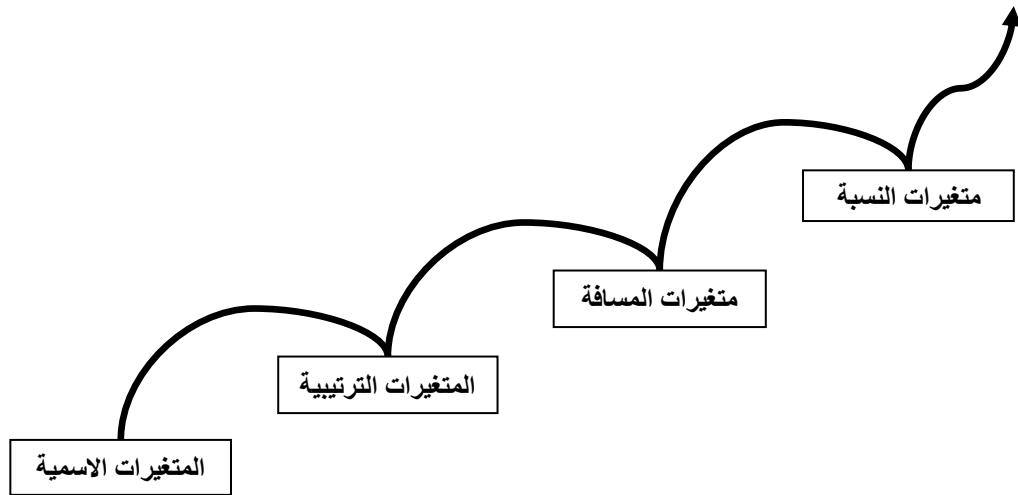 متغيرات النسبة
متغيرات المسافة
المتغيرات الترتيبية
المتغيرات الاسمية